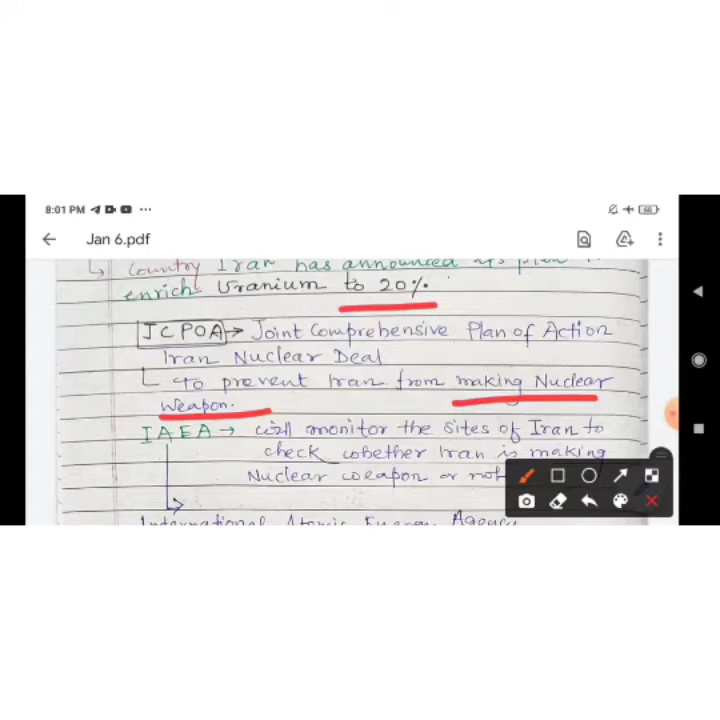 8:01 PM
60
Jan 6.pdf
Country Iran has announced its plan
enrich Uranium to 20%.
JCPOA → Joint Comprehensive Plan of Action
Iran Nuclear Deal
To prevent Iran from making Nuclear
Weapon.
IAEA → will monitor the sites of Iran to
check whether Iran is making
Nuclear weapon or not
International Atomic Energy Agency